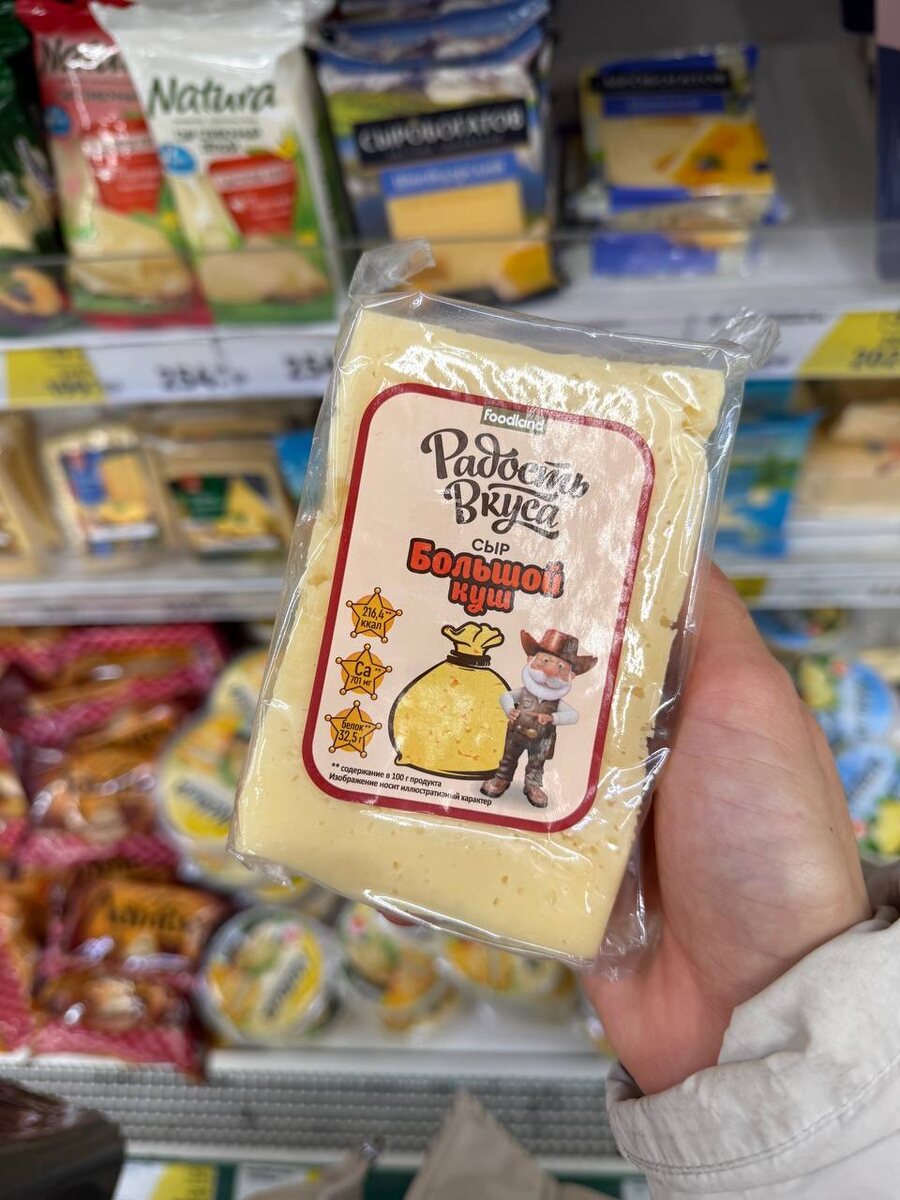 Natura
СЫРОБОГАТОВ
foodland
Радость
Вкуса
СЫР
Большой
куш
216,4**
ккал
Ca**
701 мг
белок**
32,5 г
** содержание в 100 г продукта
Изображение носит иллюстративный характер